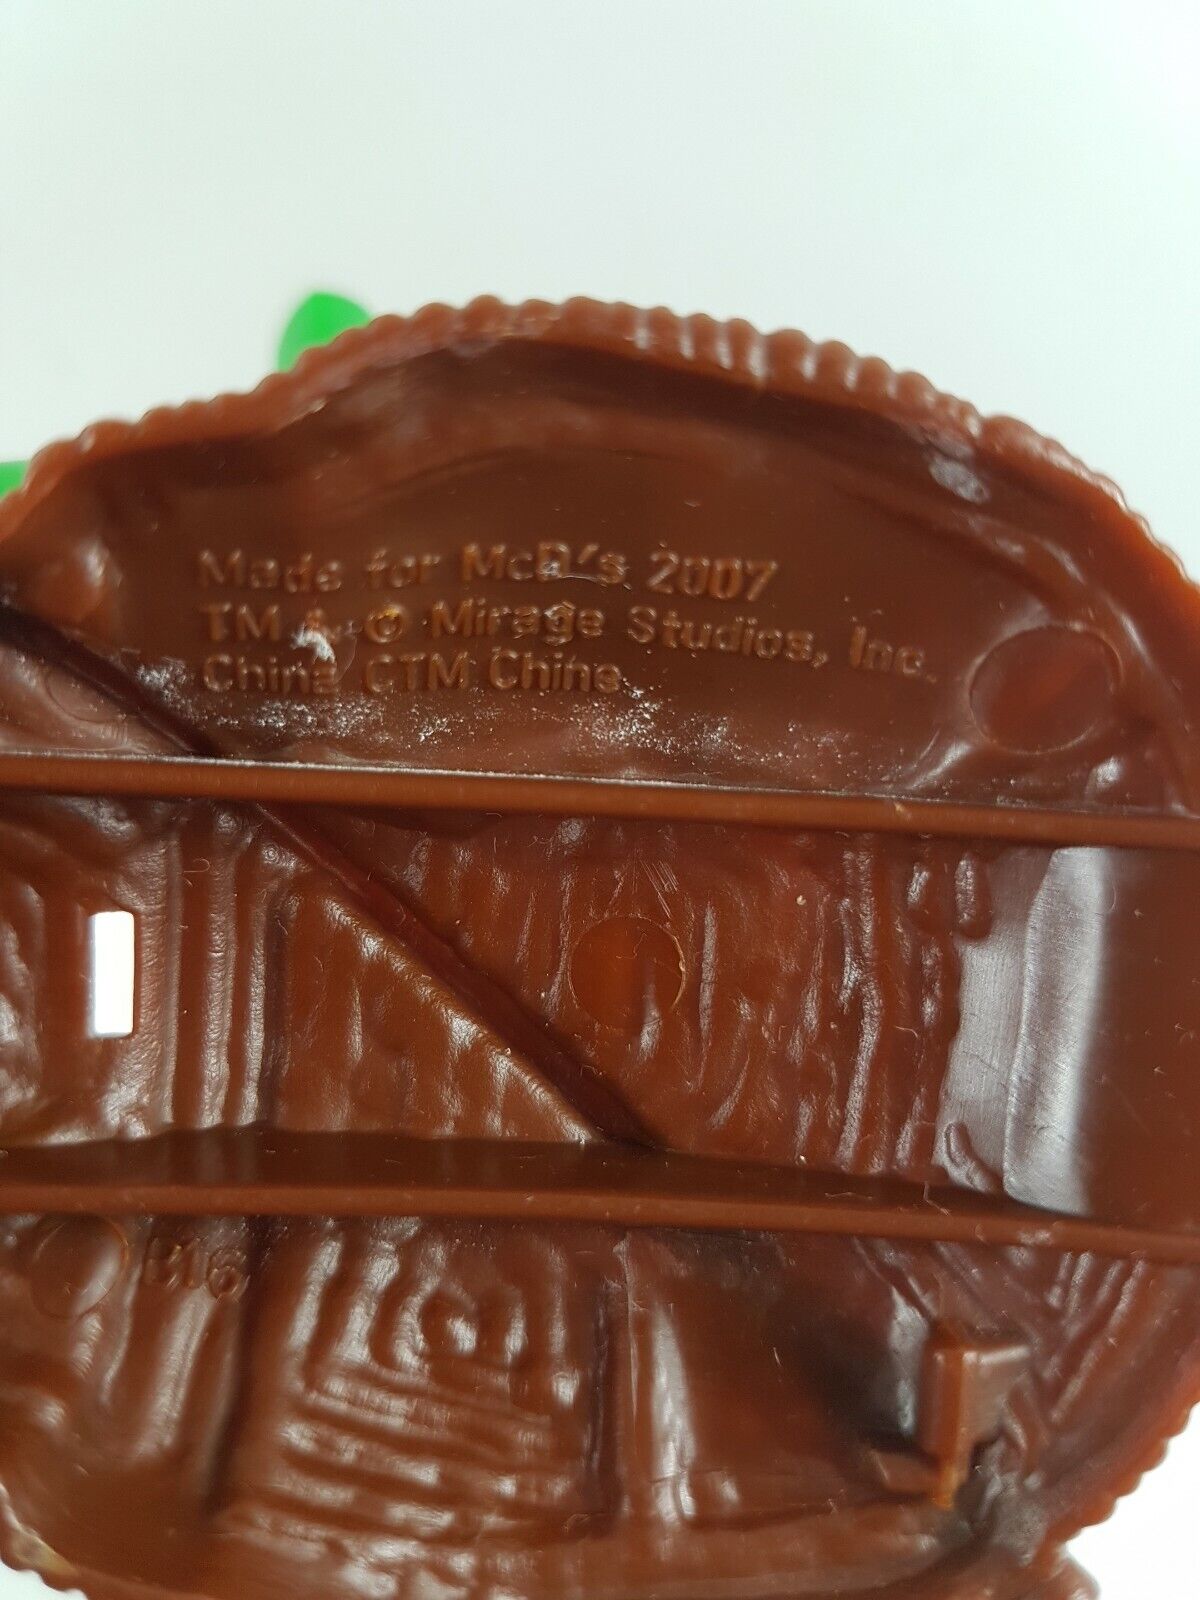 Made for McD's 2007
TM & © Mirage Studios, Inc.
China CTM Chine
B16